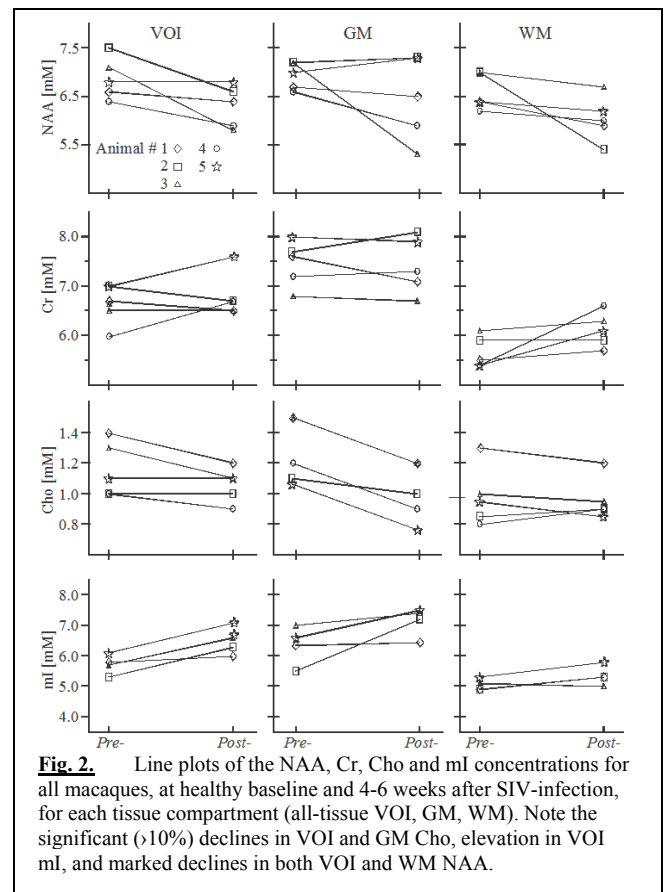 VOI GM WM
NAA [mM]
7.5
6.5
5.5
Animal # 1 ◇ 4 ○
2 □ 5 ☆
3 △
Cr [mM]
8.0
7.0
6.0
Cho [mM]
1.4
1.2
1.0
0.8
mI [mM]
8.0
6.0
5.0
4.0
Pre- Post- Pre- Post- Pre- Post-
Fig. 2. Line plots of the NAA, Cr, Cho and mI concentrations for
all macaques, at healthy baseline and 4-6 weeks after SIV-infection,
for each tissue compartment (all-tissue VOI, GM, WM). Note the
significant (›10%) declines in VOI and GM Cho, elevation in VOI
mI, and marked declines in both VOI and WM NAA.